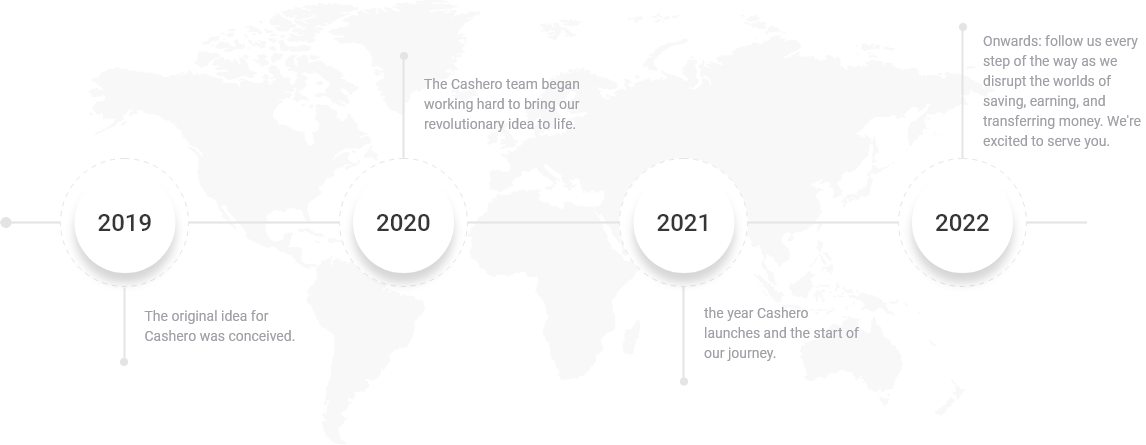 2019
The original idea for
Cashero was conceived.
2020
The Cashero team began
working hard to bring our
revolutionary idea to life.
2021
the year Cashero
launches and the start of
our journey.
2022
Onwards: follow us every
step of the way as we
disrupt the worlds of
saving, earning, and
transferring money. We're
excited to serve you.